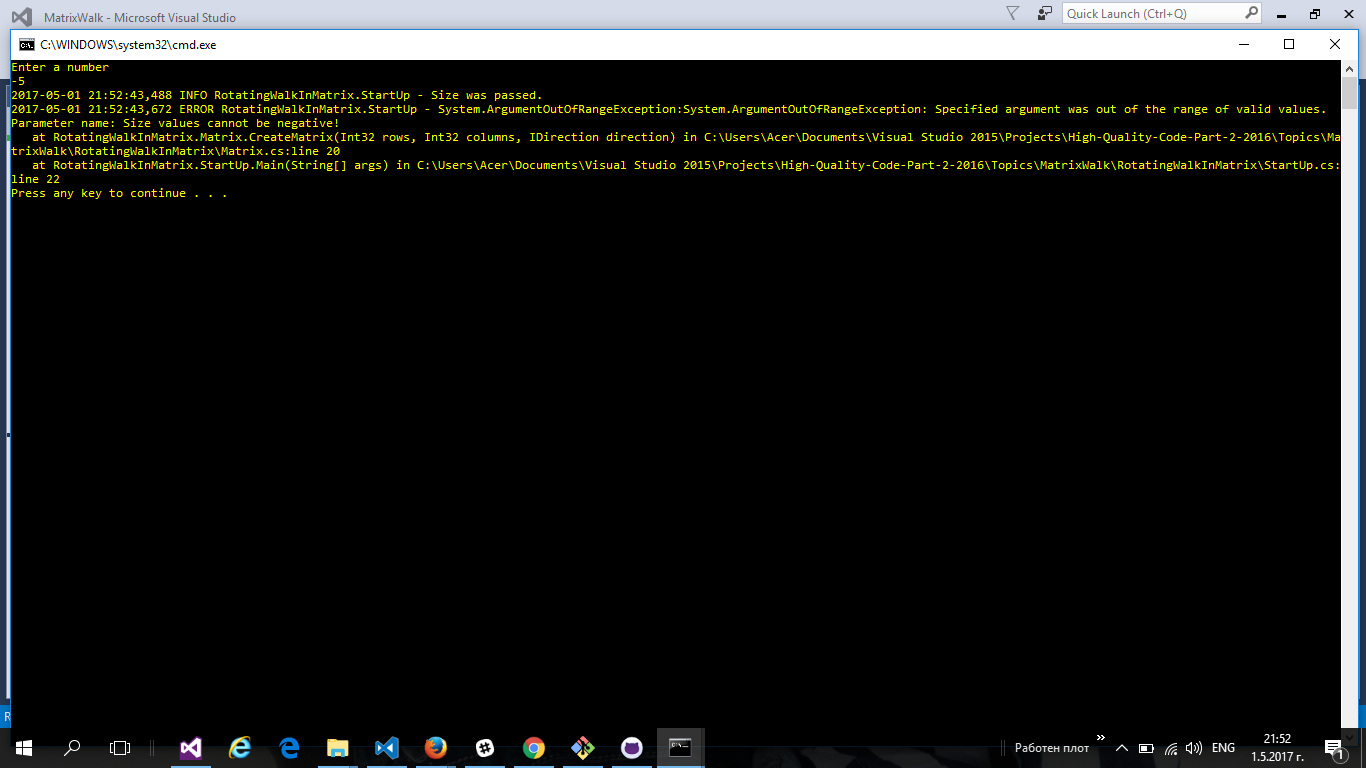 MatrixWalk - Microsoft Visual Studio
Quick Launch (Ctrl+Q)
C:\WINDOWS\system32\cmd.exe
Enter a number
-5
2017-05-01 21:52:43,488 INFO RotatingWalkInMatrix.StartUp - Size was passed.
2017-05-01 21:52:43,672 ERROR RotatingWalkInMatrix.StartUp - System.ArgumentOutOfRangeException:System.ArgumentOutOfRangeException: Specified argument was out of the range of valid values.
Parameter name: Size values cannot be negative!
   at RotatingWalkInMatrix.Matrix.CreateMatrix(Int32 rows, Int32 columns, IDirection direction) in C:\Users\Acer\Documents\Visual Studio 2015\Projects\High-Quality-Code-Part-2-2016\Topics\Ma
trixWalk\RotatingWalkInMatrix\Matrix.cs:line 20
   at RotatingWalkInMatrix.StartUp.Main(String[] args) in C:\Users\Acer\Documents\Visual Studio 2015\Projects\High-Quality-Code-Part-2-2016\Topics\MatrixWalk\RotatingWalkInMatrix\StartUp.cs:
line 22
Press any key to continue . . .
R
Работен плот
ENG
21:52
1.5.2017 г.
1